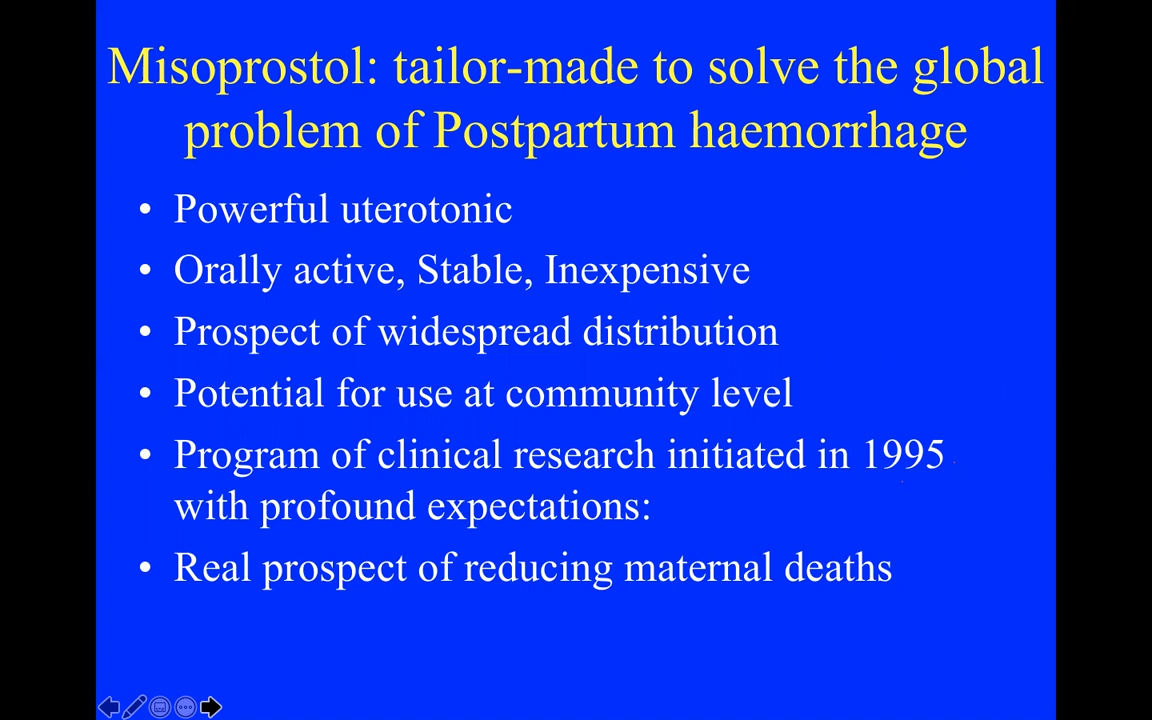 Misoprostol: tailor-made to solve the global
problem of Postpartum haemorrhage
• Powerful uterotonic
• Orally active, Stable, Inexpensive
• Prospect of widespread distribution
• Potential for use at community level
• Program of clinical research initiated in 1995
with profound expectations:
• Real prospect of reducing maternal deaths